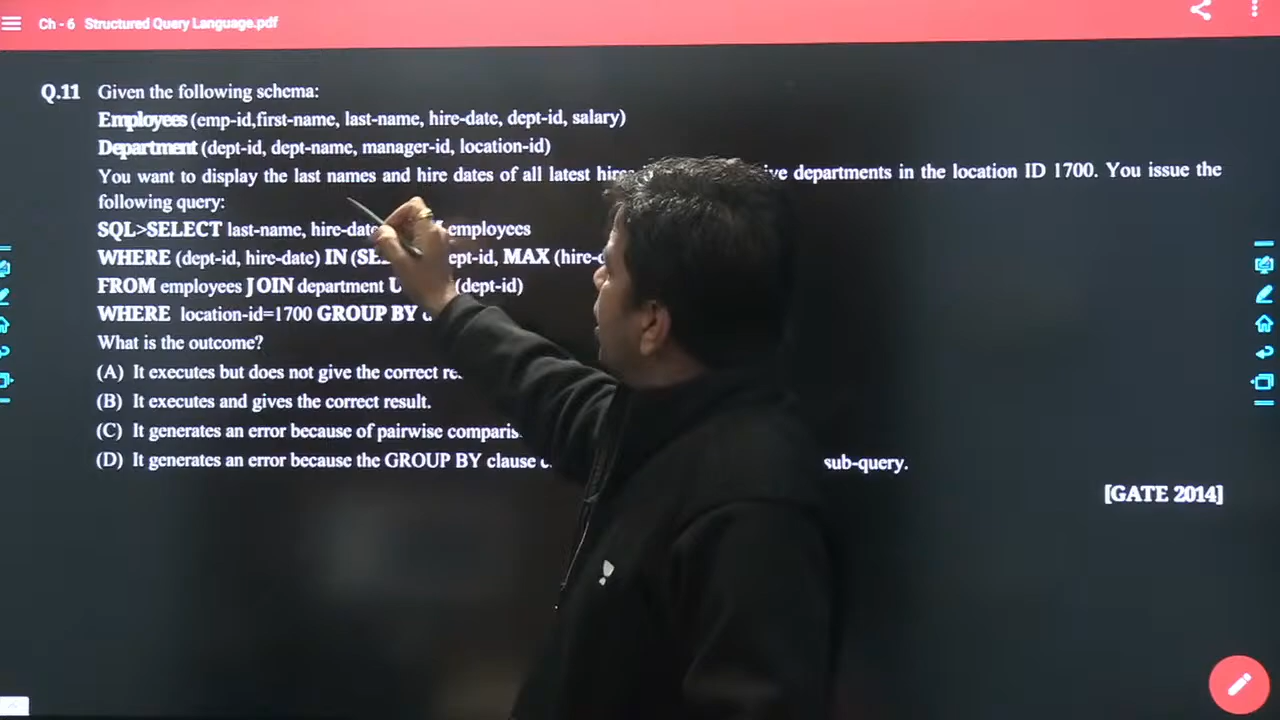 Ch - 6 Structured Query Language.pdf
Q.11 Given the following schema:
Employees (emp-id,first-name, last-name, hire-date, dept-id, salary)
Department (dept-id, dept-name, manager-id, location-id)
You want to display the last names and hire dates of all latest hires departments in the location ID 1700. You issue the
following query:
SQL>SELECT last-name, hire-date employees
WHERE (dept-id, hire-date) IN MAX
FROM employees JOIN department (dept-id)
WHERE location-id=1700 GROUP BY
What is the outcome?
(A) It executes but does not give the correct
(B) It executes and gives the correct result.
(C) It generates an error because of pairwise
(D) It generates an error because the GROUP BY clause sub-query.
[GATE 2014]